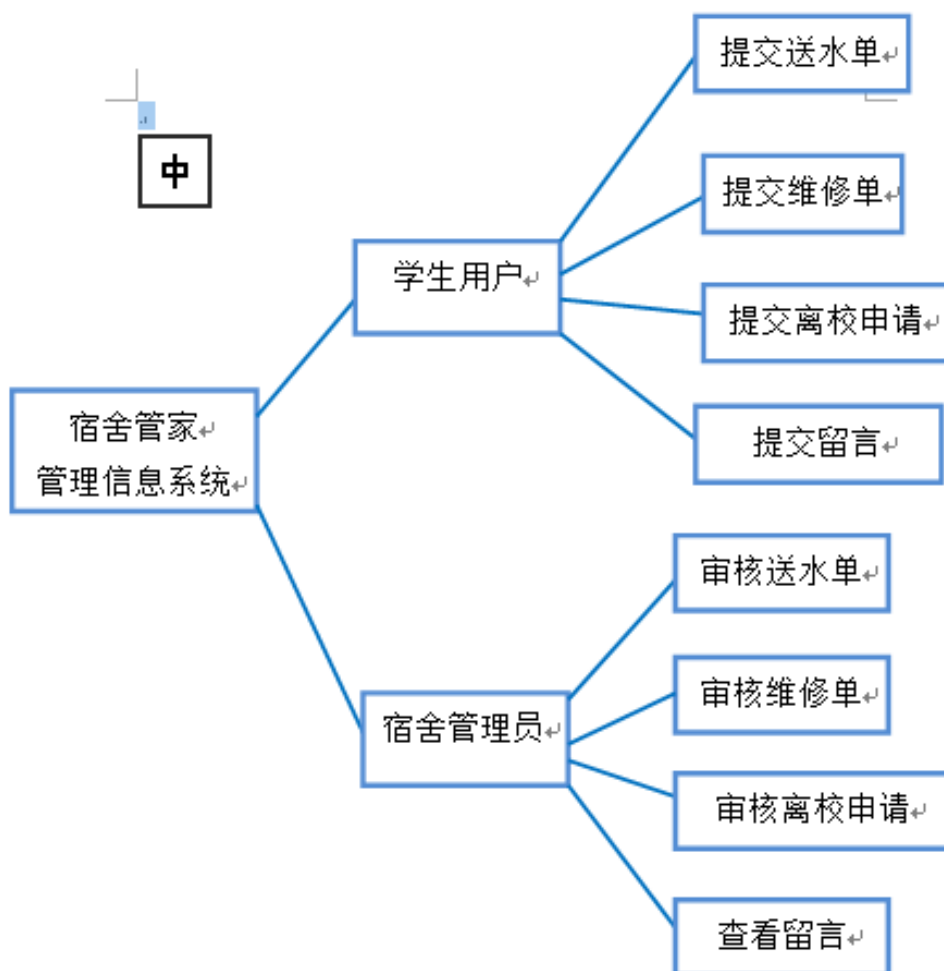 提交送水单
中
提交维修单
学生用户
提交离校申请
宿舍管家
管理信息系统
提交留言
审核送水单
审核维修单
宿舍管理员
审核离校申请
查看留言